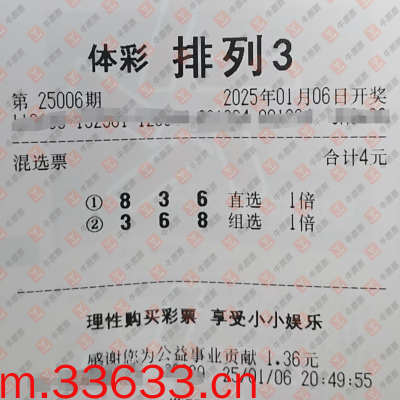 体彩 排列3
第 25006期 2025年01月06日开奖
混选票 合计4元
① 8 3 6 直选 1倍
② 3 6 8 组选 1倍
理性购买彩票 享受小小娱乐
感谢您为公益事业贡献 1.36元
m.33633.cn 25/01/06 20:49:55